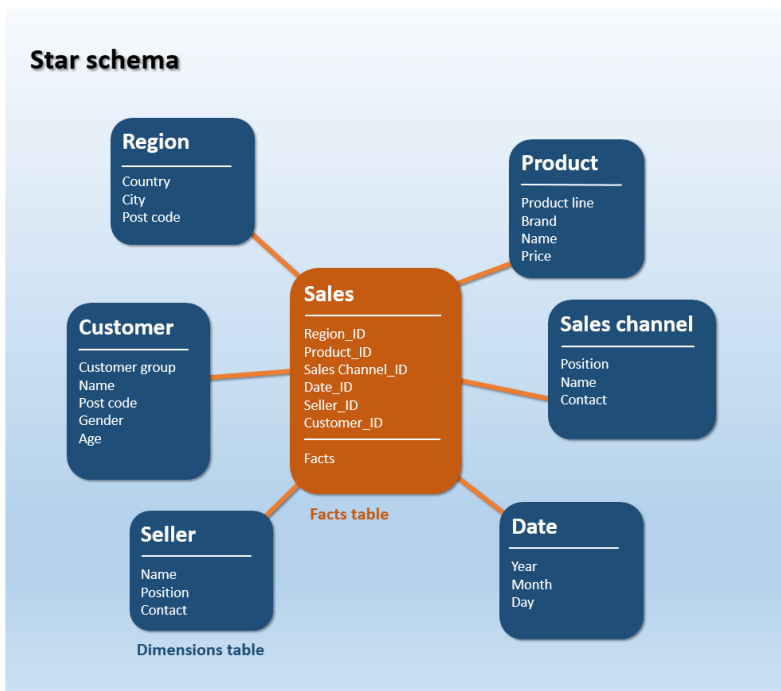 Star schema
Region
Country
City
Post code
Product
Product line
Brand
Name
Price
Sales
Region_ID
Product_ID
Sales Channel_ID
Date_ID
Seller_ID
Customer_ID
Facts
Facts table
Customer
Customer group
Name
Post code
Gender
Age
Sales channel
Position
Name
Contact
Seller
Name
Position
Contact
Dimensions table
Date
Year
Month
Day